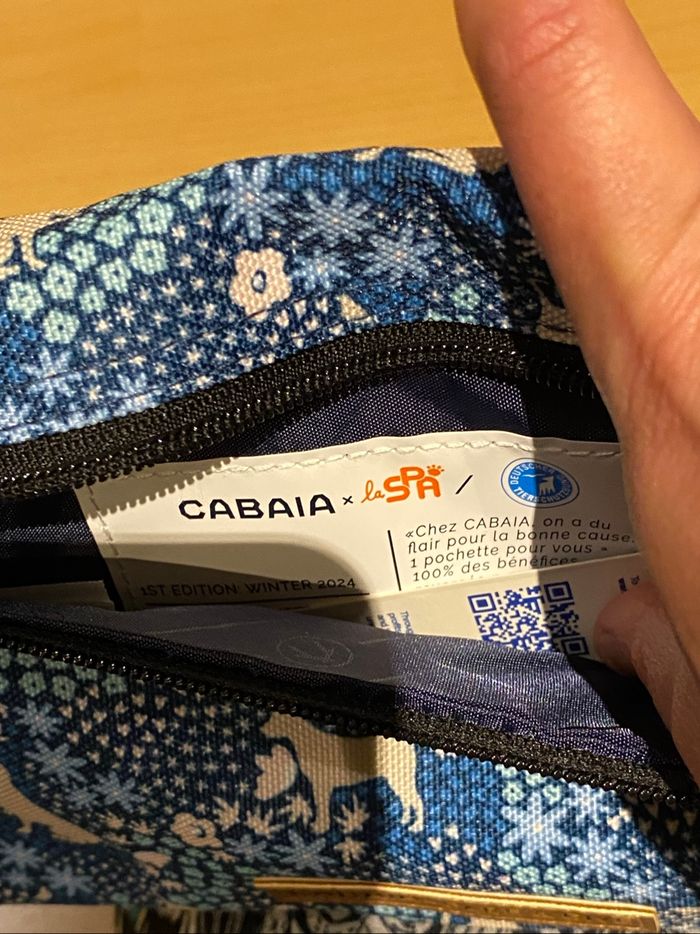 CABAIA × la SPA /
DEUTSCHER
«Chez CABAIA, on a du
flair pour la bonne cause.
1 pochette pour vous =
100% des bénéfices
1ST EDITION: WINTER 2024